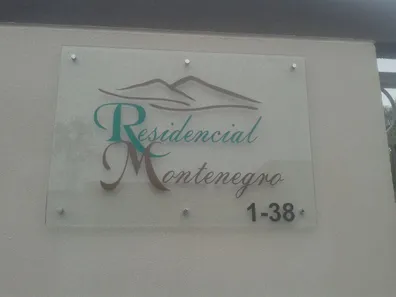 Residencial
Montenegro
1-38